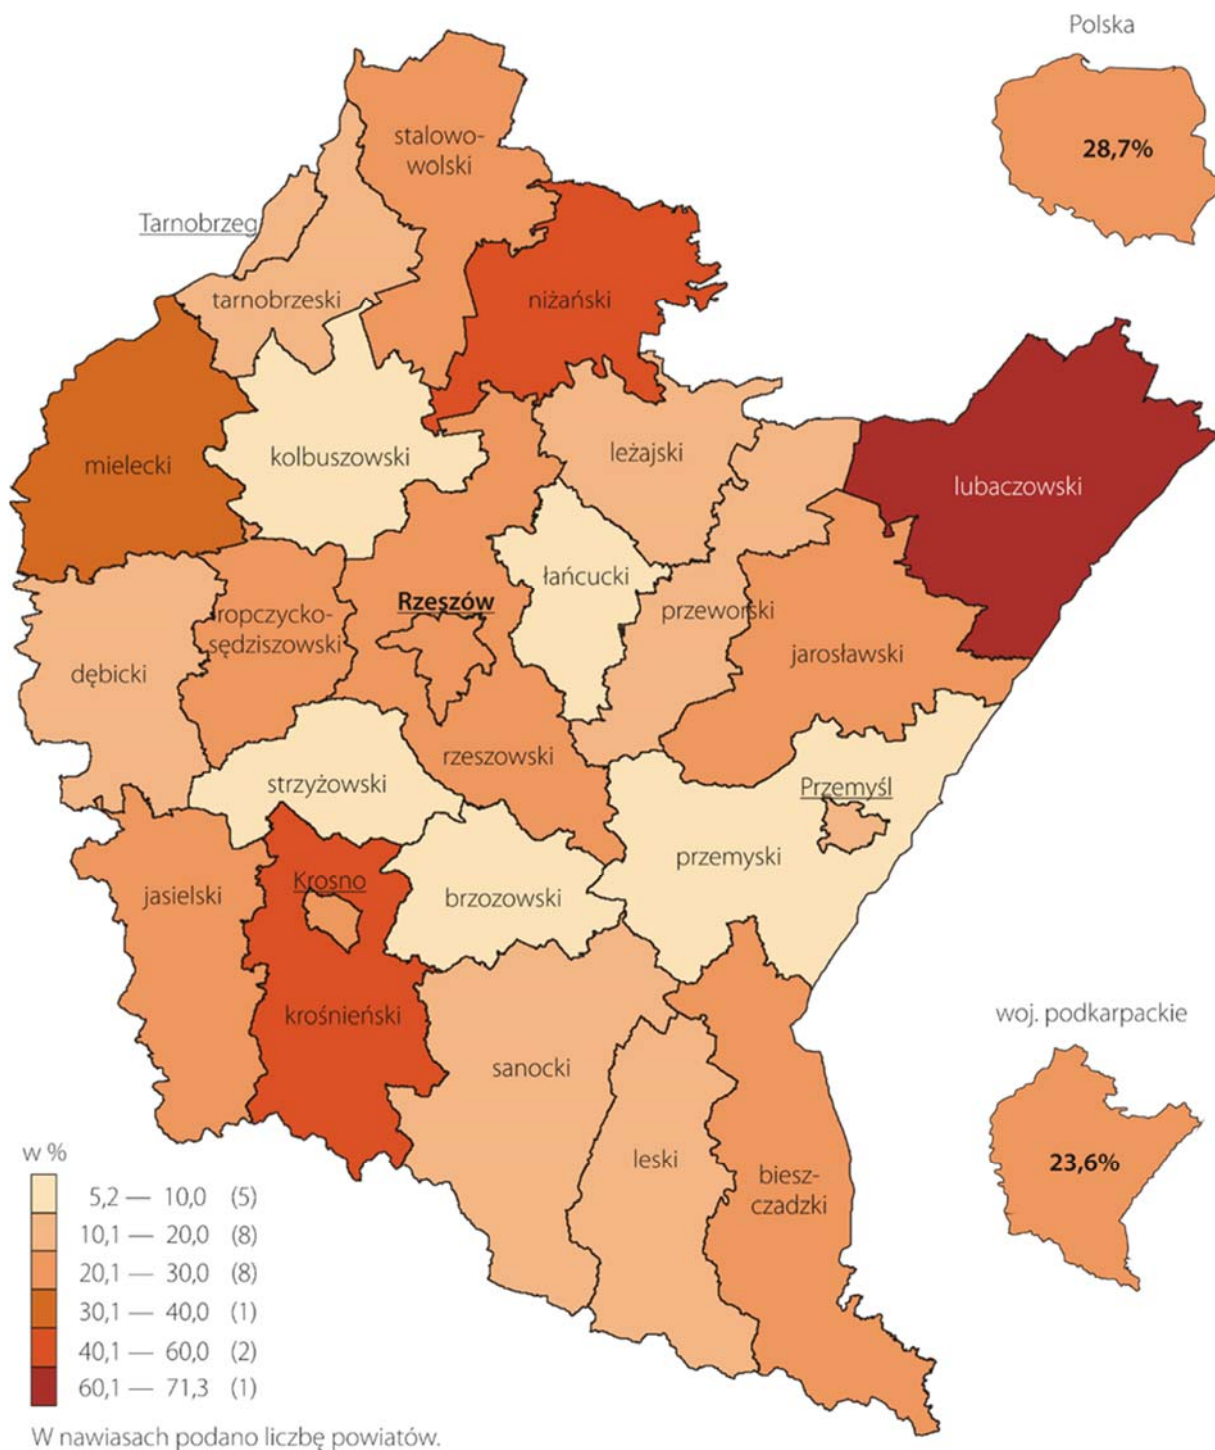 Polska
28,7%
stalowo-
wolski
Tarnobrzeg
tarnobrzeski
niżański
mielecki
kolbuszowski
leżajski
lubaczowski
łańcucki
Rzeszów
przeworski
ropczycko-
sędziszowski
jarosławski
dębicki
rzeszowski
strzyżowski
Przemyśl
przemyski
Krosno
jasielski
brzozowski
krośnieński
woj. podkarpackie
23,6%
sanocki
leski
biesz-
czadzki
w %
5,2 — 10,0 (5)
10,1 — 20,0 (8)
20,1 — 30,0 (8)
30,1 — 40,0 (1)
40,1 — 60,0 (2)
60,1 — 71,3 (1)
W nawiasach podano liczbę powiatów.